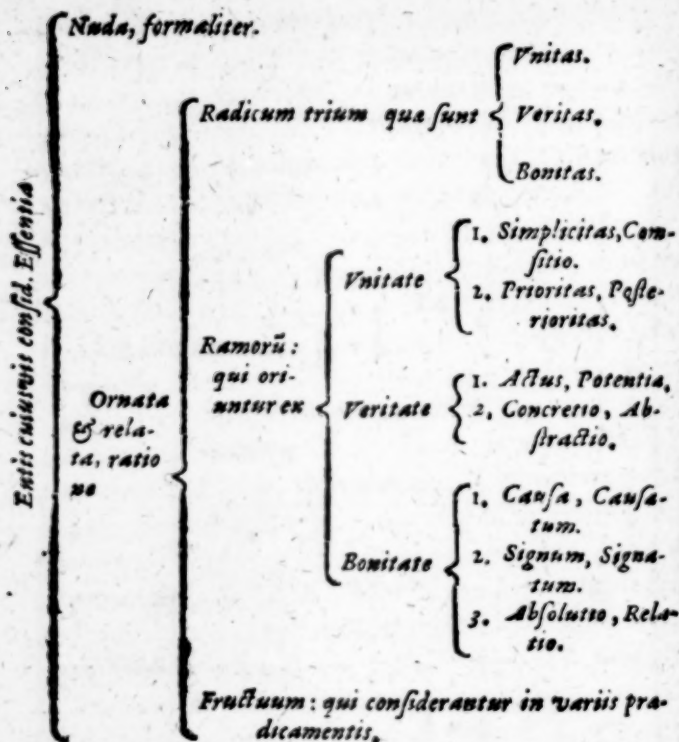 Entis cuiusvis consid. Essentia
Nuda, formaliter.
Ornata
& rela-
ta, ratio
ne
Radicum trium quæ sunt
Vnitas.
Veritas.
Bonitas.
Ramorũ :
qui ori-
untur ex
Vnitate
1. Simplicitas, Com-
sitio.
2. Prioritas, Poste-
rioritas.
Veritate
1. Actus, Potentia,
2. Concretio, Ab-
stractio.
Bonitate
1. Causa, Causa-
tum.
2. Signum, Signa-
tum.
3. Absolutio, Rela-
tio.
Fructuum : qui considerantur in variis præ-
dicamentis.